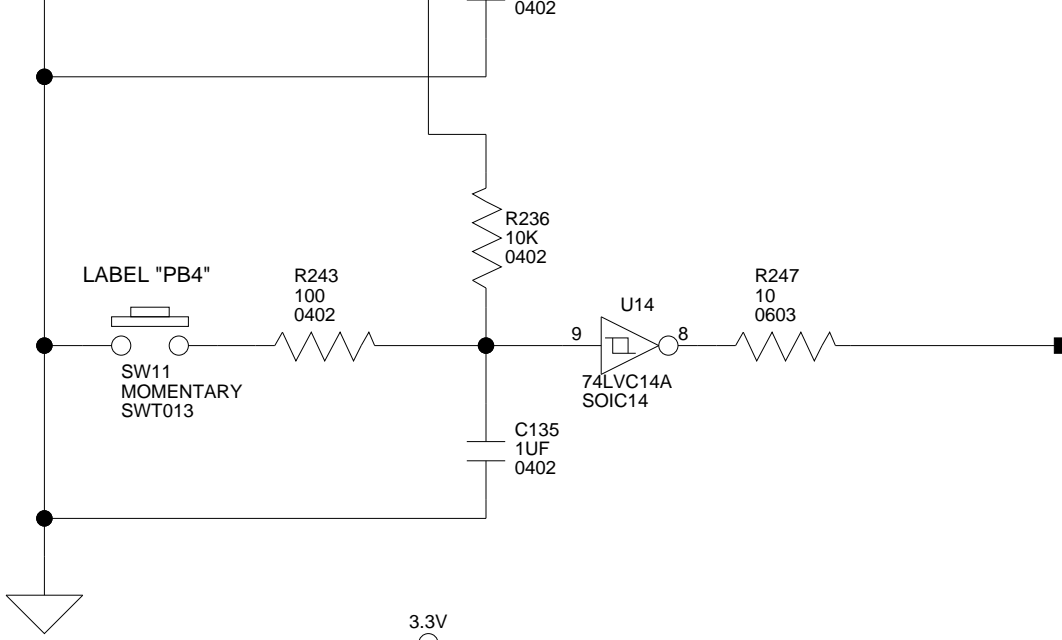 0402
R236
10K
0402
LABEL "PB4"
R243
100
0402
SW11
MOMENTARY
SWT013
U14
9
8
74LVC14A
SOIC14
R247
10
0603
C135
1UF
0402
3.3V